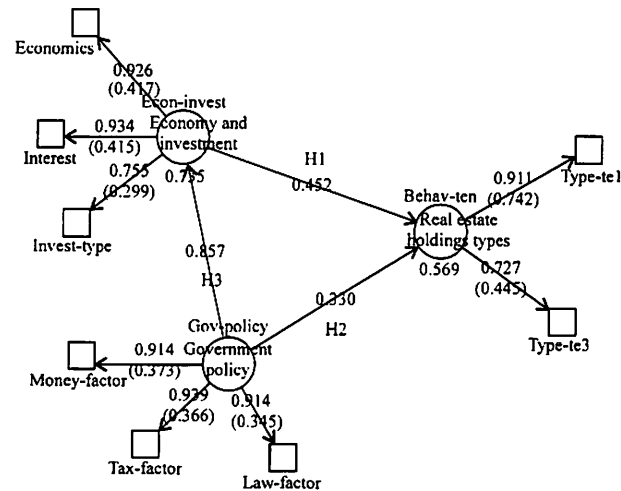 Economics
0.926
(0.417)
Econ-invest
Economy and
investment
0.735
0.934
(0.415)
Interest
0.755
(0.299)
Invest-type
H1
0.452
Behav-ten
Real estate
holdings types
0.569
0.911
(0.742)
Type-te1
0.727
(0.445)
Type-te3
0.857
H3
0.330
H2
Gov-policy
Government
policy
0.914
(0.373)
Money-factor
0.939
(0.366)
Tax-factor
0.914
(0.345)
Law-factor